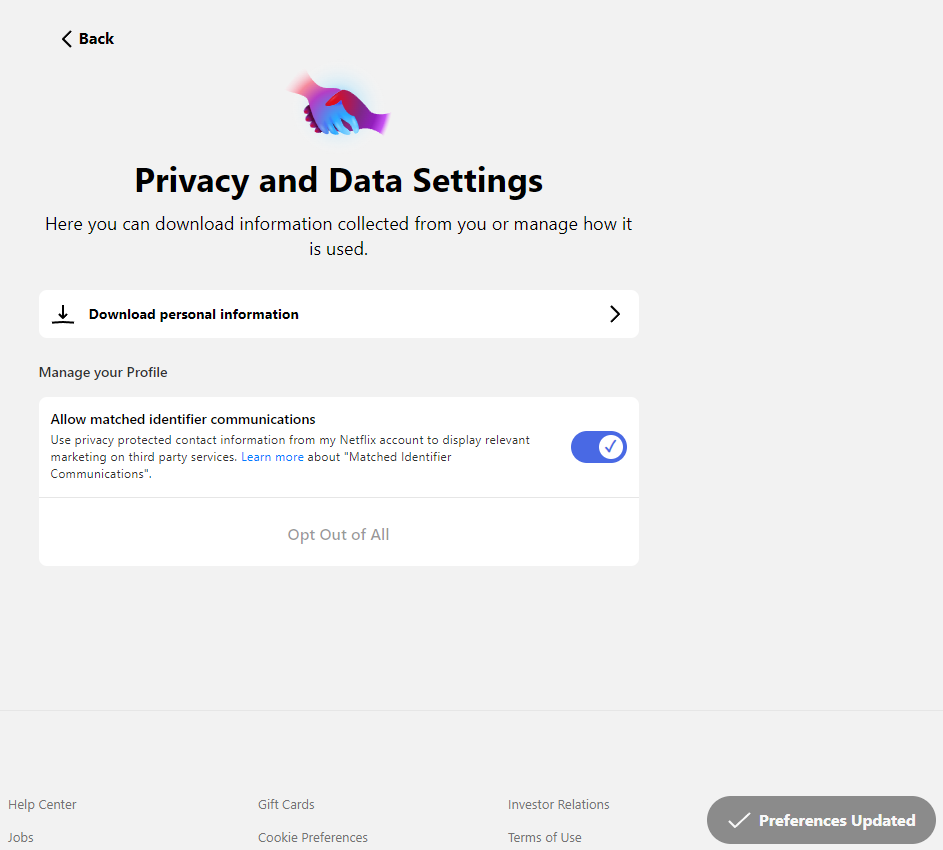 Back
Privacy and Data Settings
Here you can download information collected from you or manage how it
is used.
Download personal information
Manage your Profile
Allow matched identifier communications
Use privacy protected contact information from my Netflix account to display relevant
marketing on third party services. Learn more about "Matched Identifier
Communications".
Opt Out of All
Help Center
Gift Cards
Investor Relations
Jobs
Cookie Preferences
Terms of Use
Preferences Updated